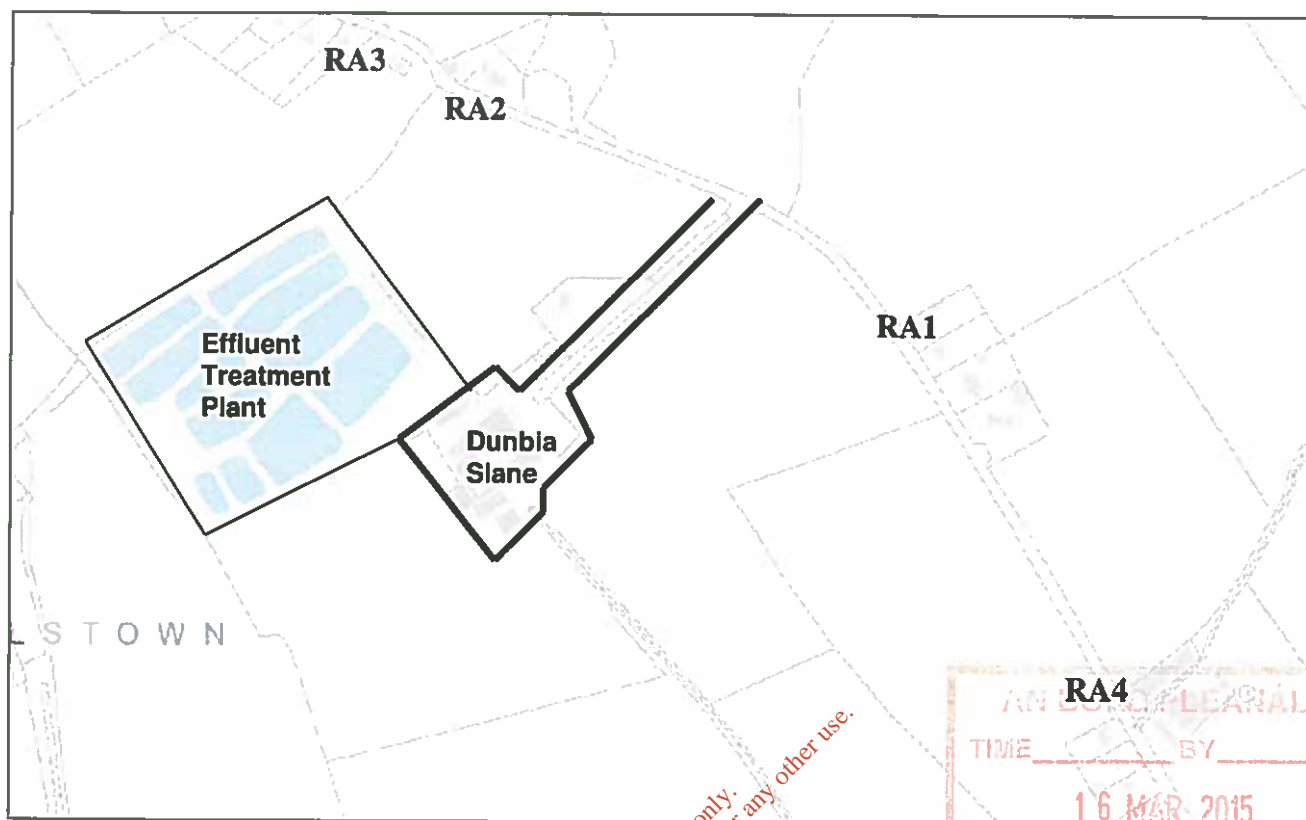 RA3
RA2
RA1
Effluent
Treatment
Plant
Dunbia
Slane
STOWN
RA4
TIME BY
16 MAR 2015
only.
any other use.